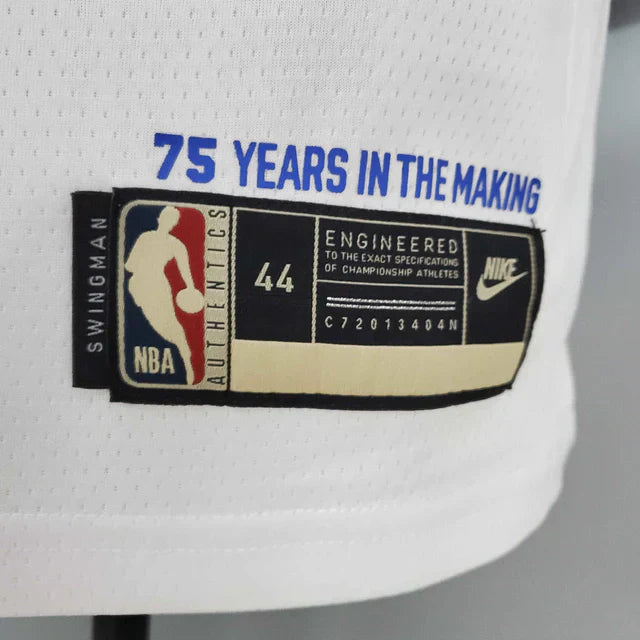 75 YEARS IN THE MAKING
SWINGMAN
NBA
AUTHENTICS
44
ENGINEERED
TO THE EXACT SPECIFICATIONS
OF CHAMPIONSHIP ATHLETES
C72013404N
NIKE